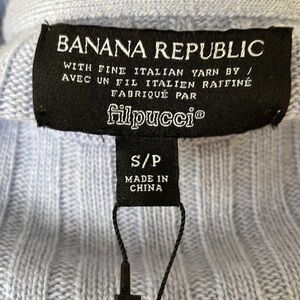 BANANA REPUBLIC
WITH FINE ITALIAN YARN BY /
AVEC UN FIL ITALIEN RAFFINÉ
FABRIQUÉ PAR
filpucci®
S/P
MADE IN
CHINA